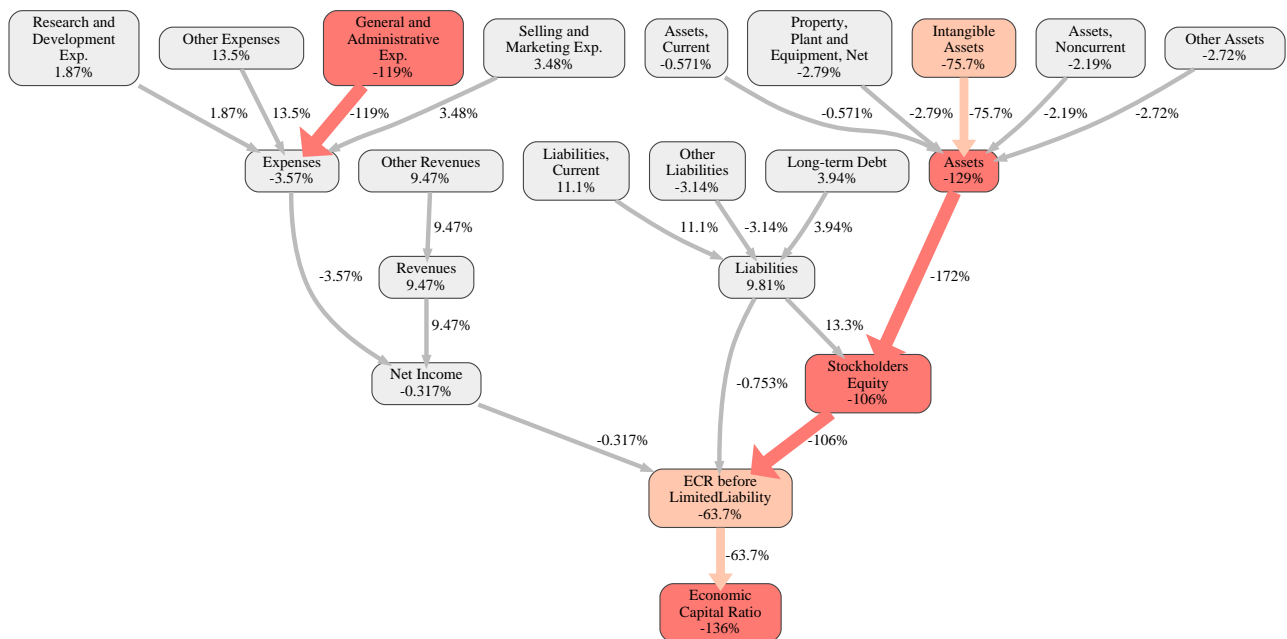 Research and
Development
Exp.
1.87%
Other Expenses
13.5%
General and
Administrative
Exp.
-119%
Selling and
Marketing Exp.
3.48%
Assets,
Current
-0.571%
Property,
Plant and
Equipment, Net
-2.79%
Intangible
Assets
-75.7%
Assets,
Noncurrent
-2.19%
Other Assets
-2.72%
1.87%
13.5%
-119%
3.48%
-0.571%
-2.79%
-75.7%
-2.19%
-2.72%
Expenses
-3.57%
Other Revenues
9.47%
Liabilities,
Current
11.1%
Other
Liabilities
-3.14%
Long-term Debt
3.94%
Assets
-129%
9.47%
11.1%
-3.14%
3.94%
-3.57%
Revenues
9.47%
Liabilities
9.81%
-172%
9.47%
13.3%
Net Income
-0.317%
-0.753%
Stockholders
Equity
-106%
-0.317%
-106%
ECR before
LimitedLiability
-63.7%
-63.7%
Economic
Capital Ratio
-136%